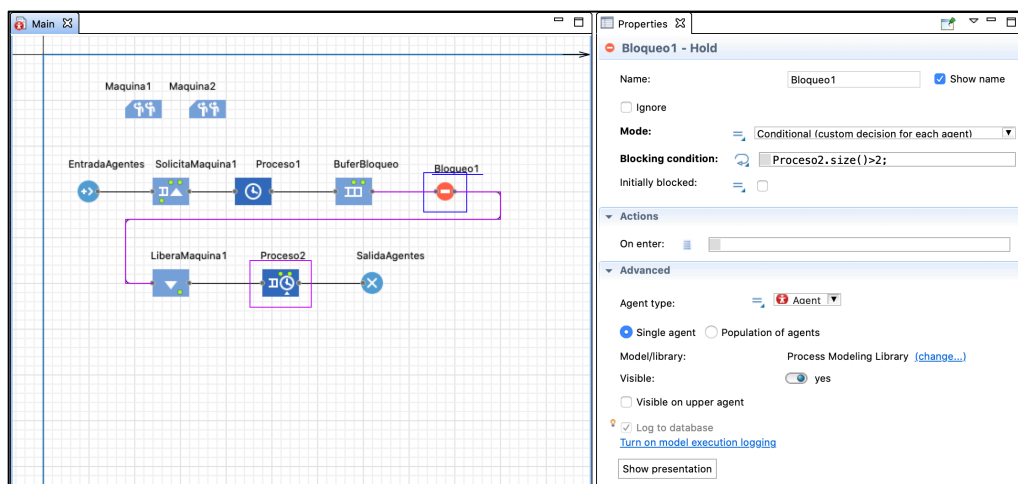 Main
Maquina1 Maquina2
EntradaAgentes SolicitaMaquina1 Proceso1 BuferBloqueo Bloqueo1
LiberaMaquina1 Proceso2 SalidaAgentes
Properties
Bloqueo1 - Hold
Name: Bloqueo1 Show name
Ignore
Mode: Conditional (custom decision for each agent)
Blocking condition: Proceso2.size()>2;
Initially blocked:
Actions
On enter:
Advanced
Agent type: Agent
Single agent Population of agents
Model/library: Process Modeling Library (change...)
Visible: yes
Visible on upper agent
Log to database
Turn on model execution logging
Show presentation